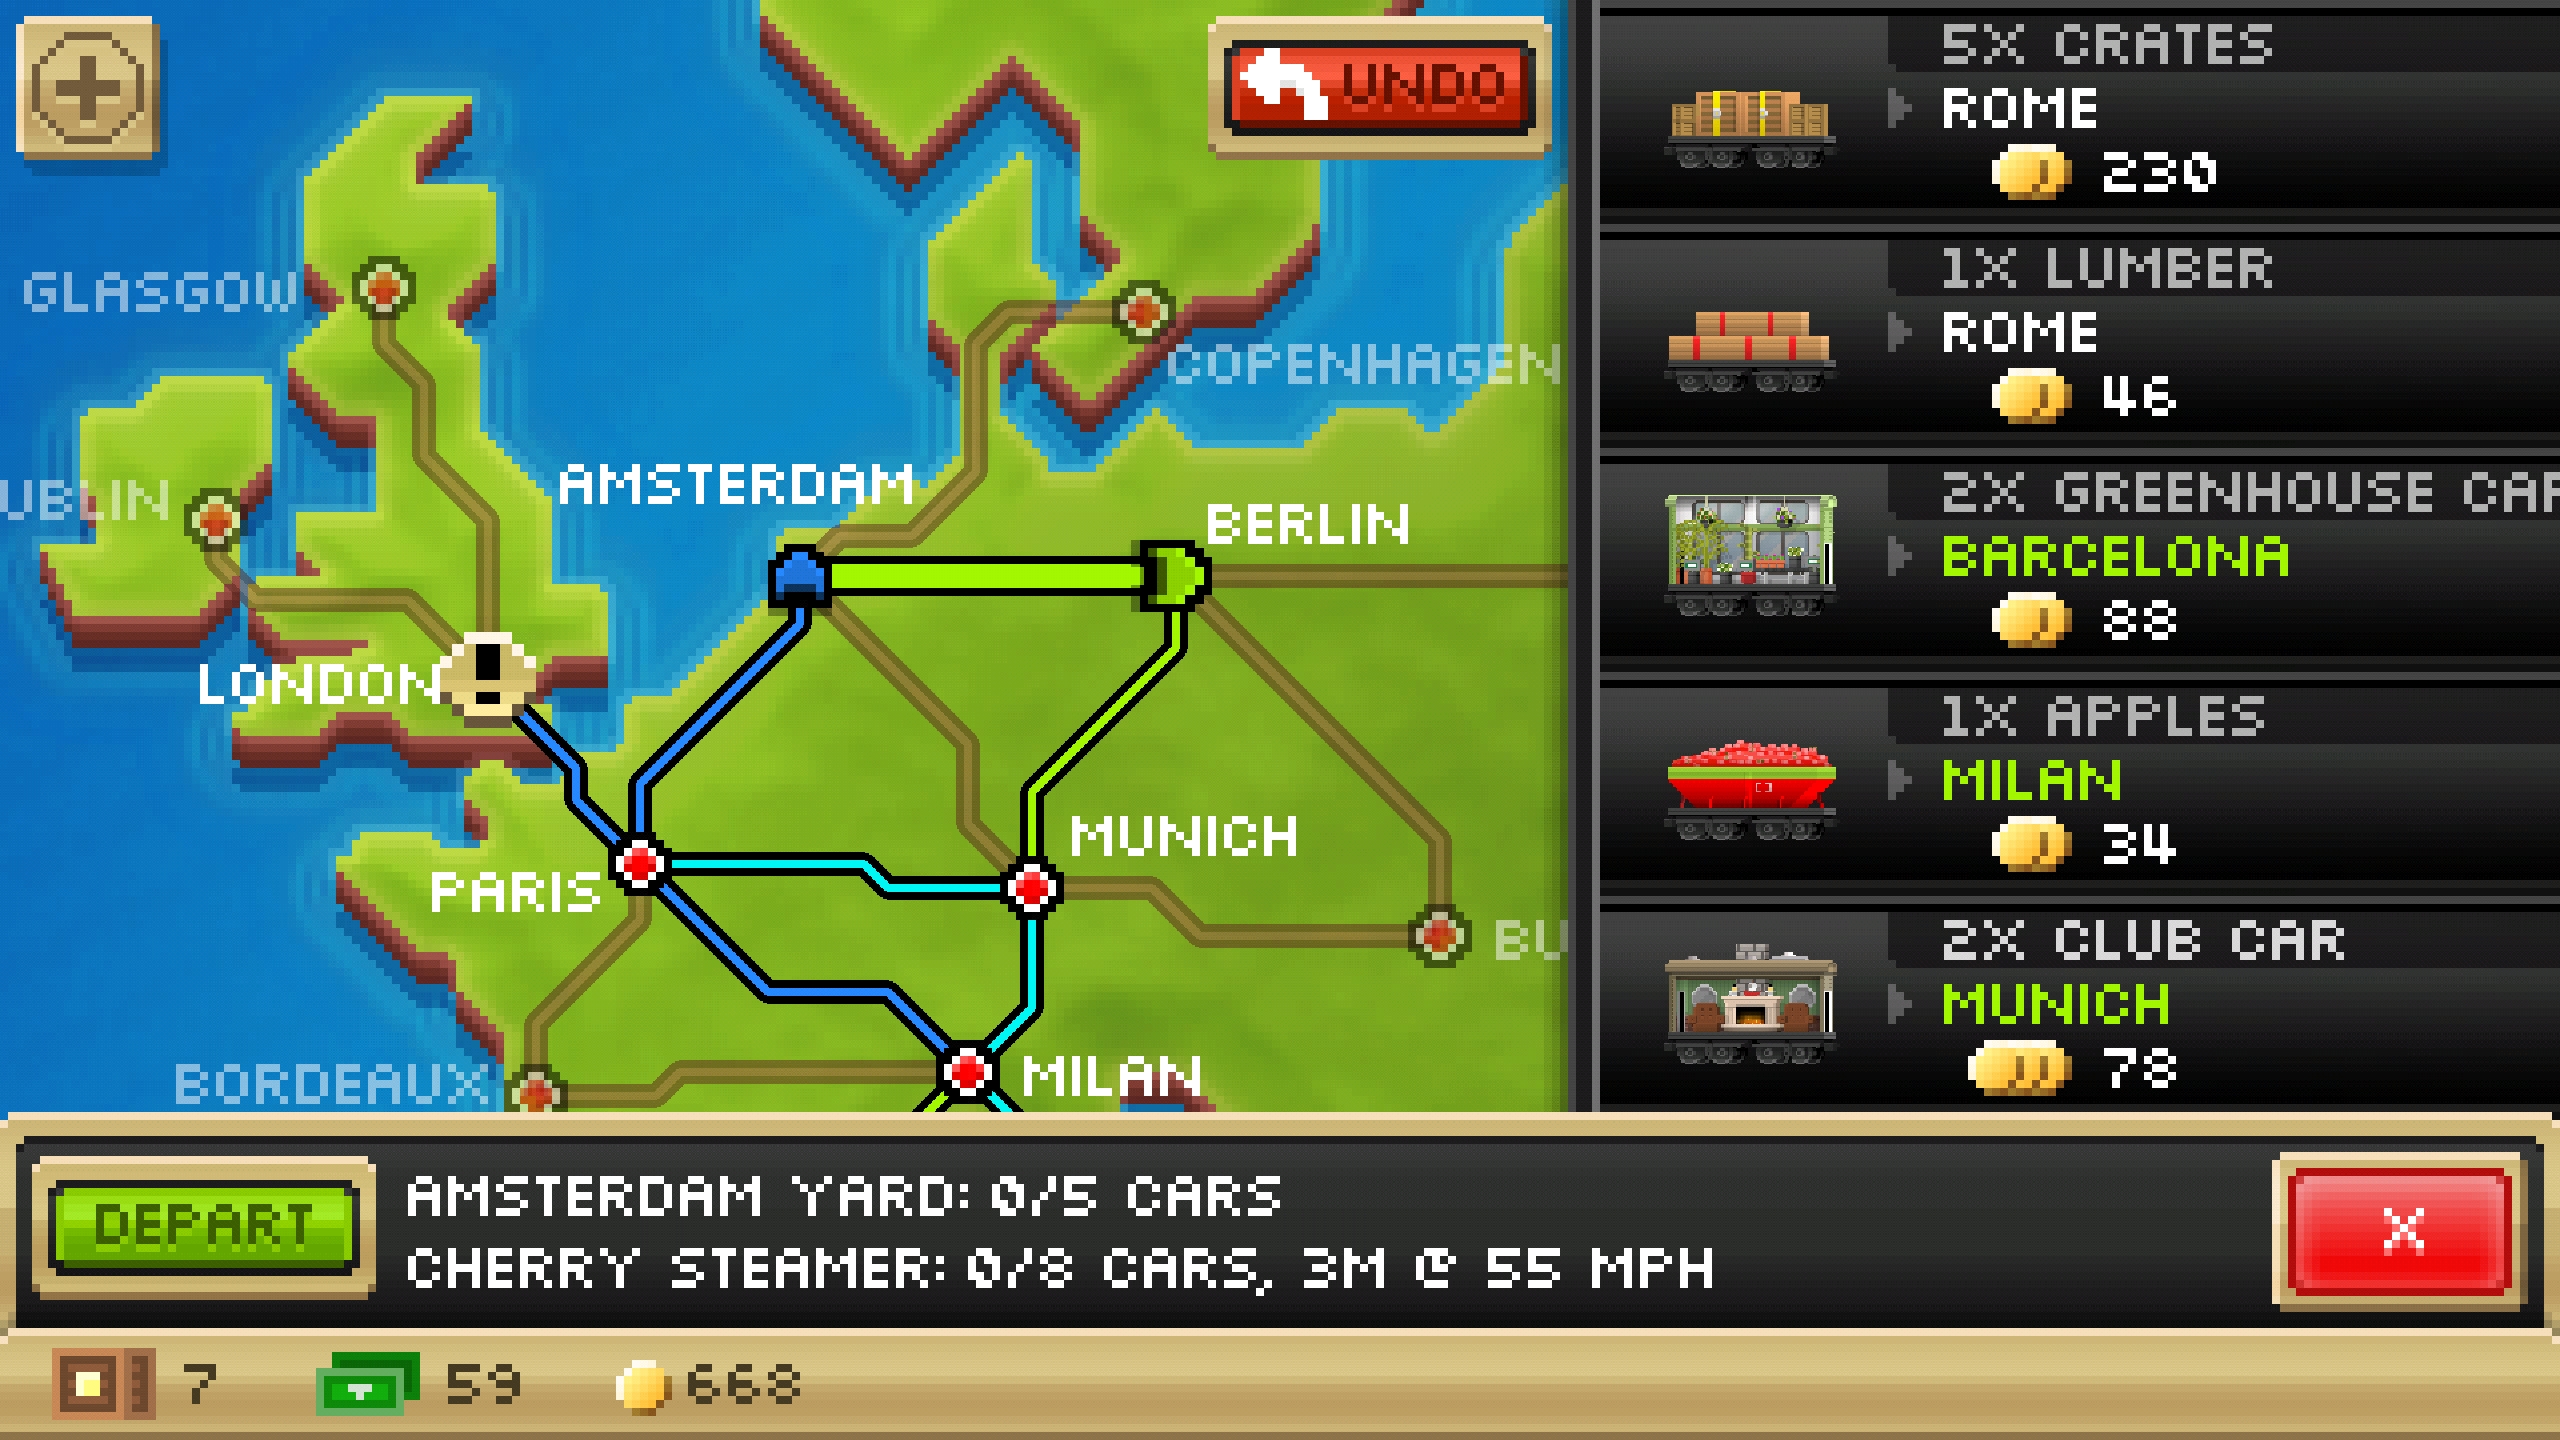 UNDO
GLASGOW
COPENHAGEN
AMSTERDAM
UBLIN
BERLIN
LONDON
MUNICH
PARIS
BU
BORDEAUX
MILAN
5X CRATES
ROME
230
1X LUMBER
ROME
46
2X GREENHOUSE CAR
BARCELONA
88
1X APPLES
MILAN
34
2X CLUB CAR
MUNICH
78
DEPART
AMSTERDAM YARD: 0/5 CARS
CHERRY STEAMER: 0/8 CARS, 3M @ 55 MPH
X
7
59
668